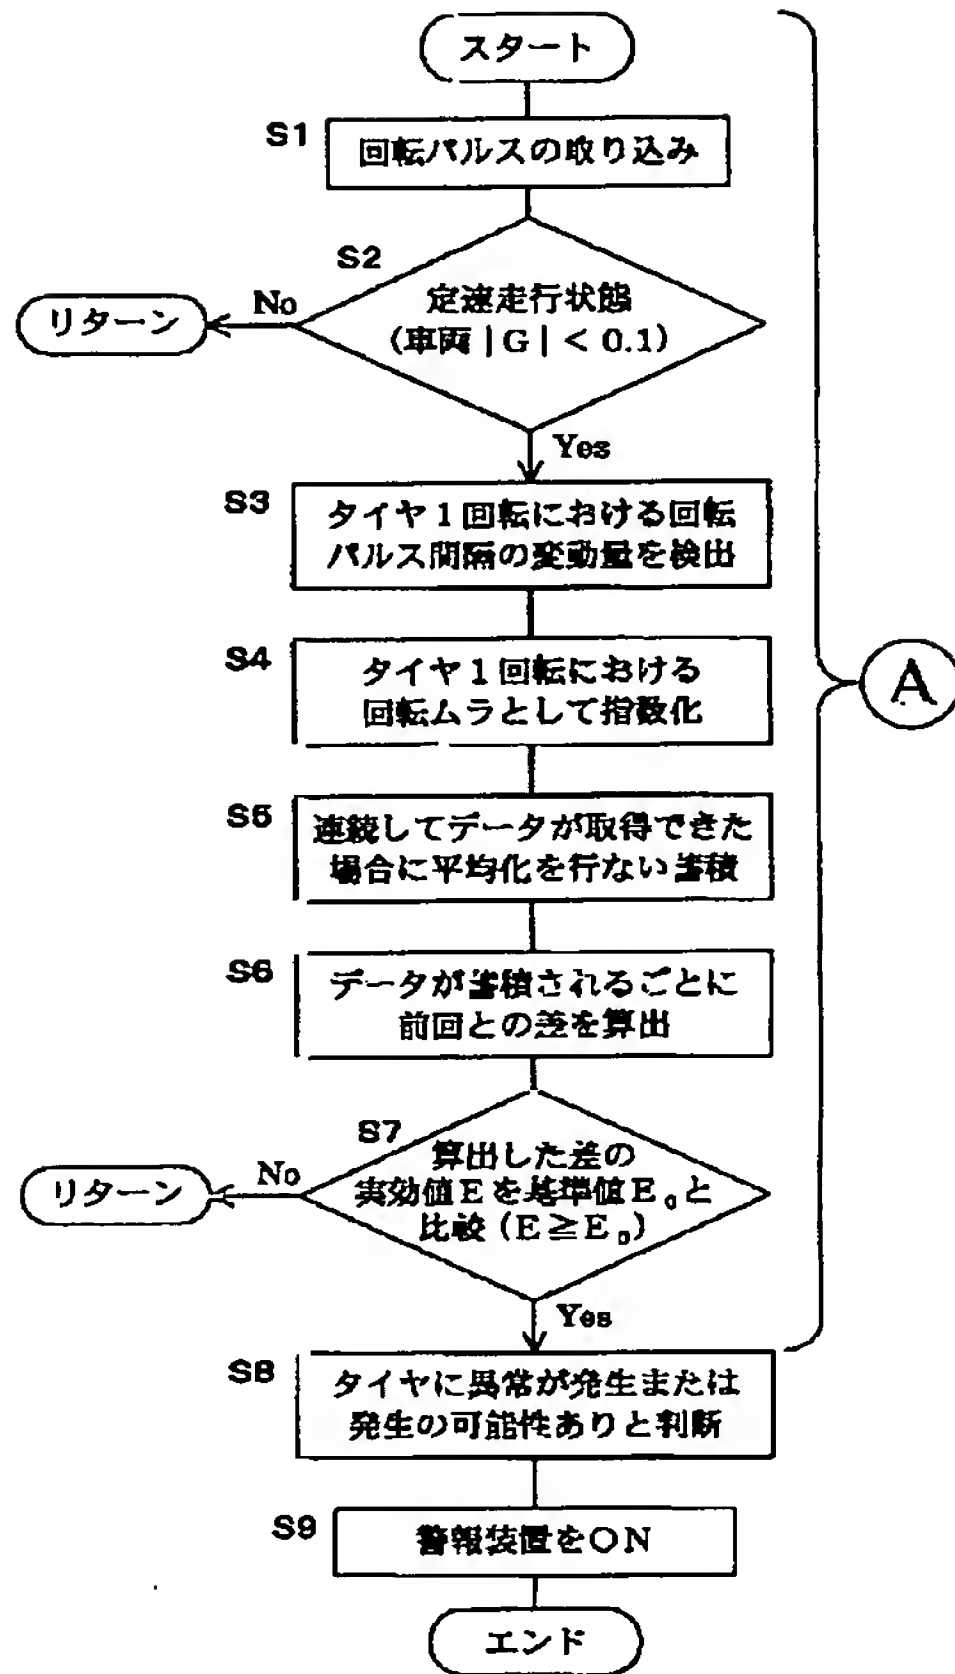 スタート
S1
回転パルスの取り込み
S2
定速走行状態
(車両|G|<0.1)
No
リターン
Yes
S3
タイヤ1回転における回転
パルス間隔の変動量を検出
S4
タイヤ1回転における
回転ムラとして指数化
A
S5
連続してデータが取得できた
場合に平均化を行ない蓄積
S6
データが蓄積されるごとに
前回との差を算出
S7
算出した差の
実効値Eを基準値E₀と
比較(E≧E₀)
No
リターン
Yes
S8
タイヤに異常が発生または
発生の可能性ありと判断
S9
警報装置をON
エンド